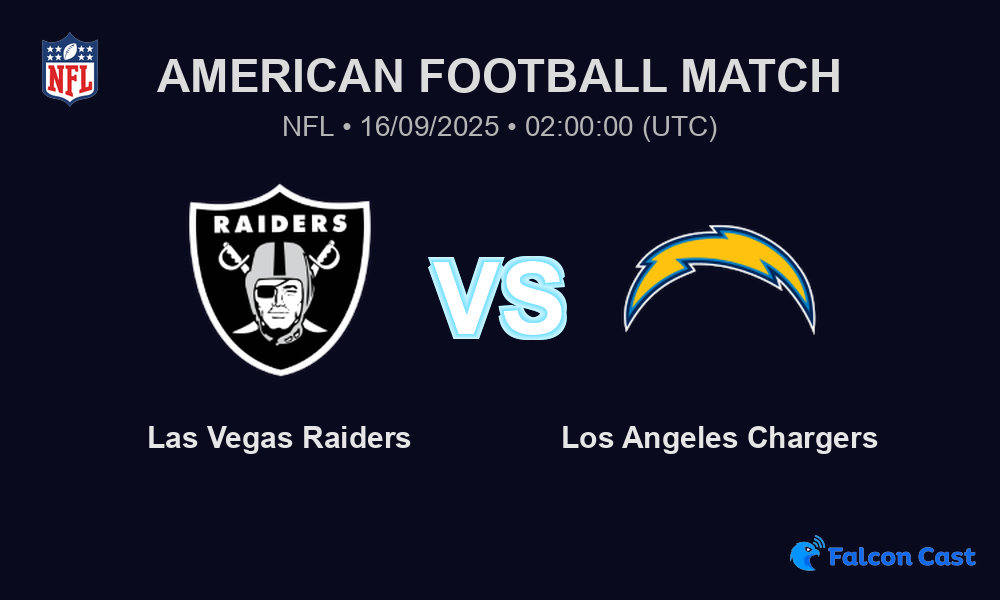 NFL
AMERICAN FOOTBALL MATCH
NFL • 16/09/2025 • 02:00:00 (UTC)
RAIDERS
VS
Las Vegas Raiders
Los Angeles Chargers
Falcon Cast